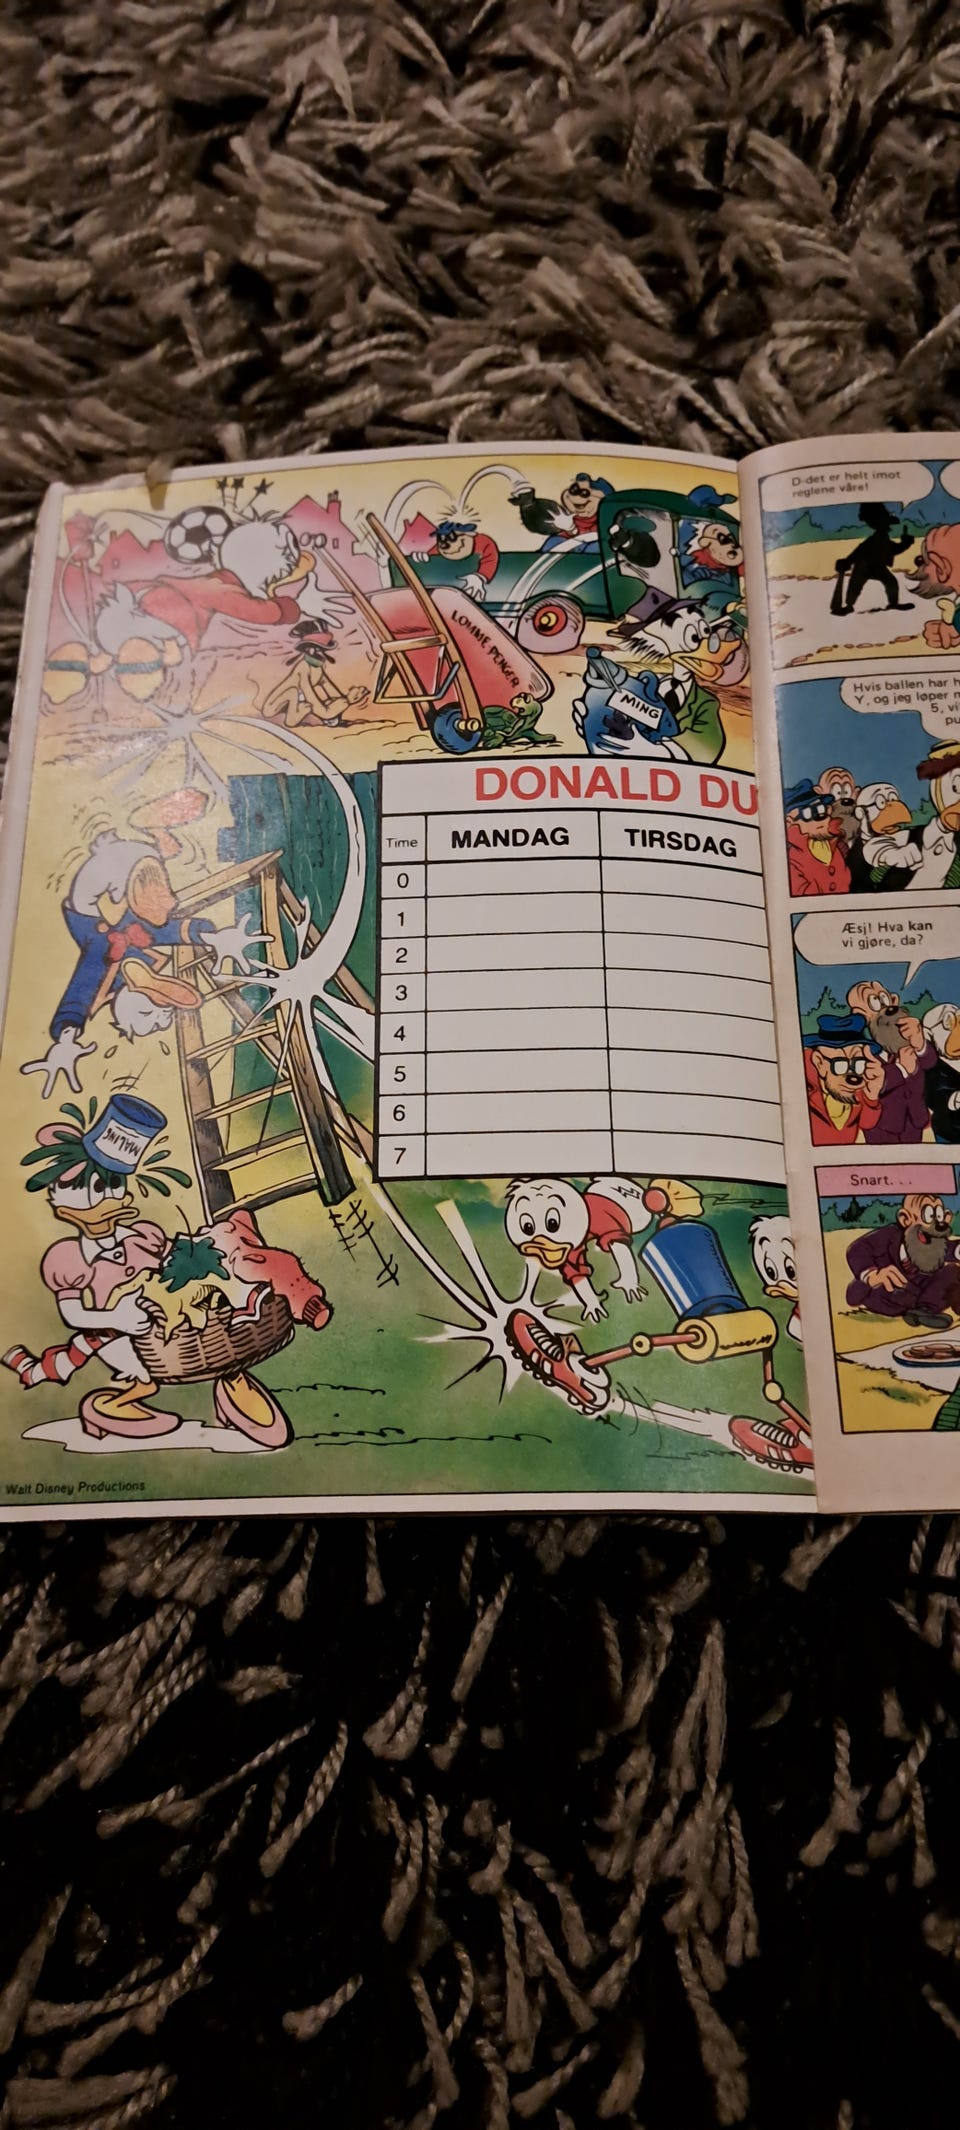 LOMME PENGER
MING
DONALD DU
Time MANDAG TIRSDAG
0
1
2
3
4
5
6
7
MALING
Walt Disney Productions
D-det er helt imot
reglene våre!
Hvis ballen har
Y, og jeg løper
5,
Æsj! Hva kan
vi gjøre, da?
Snart. . .